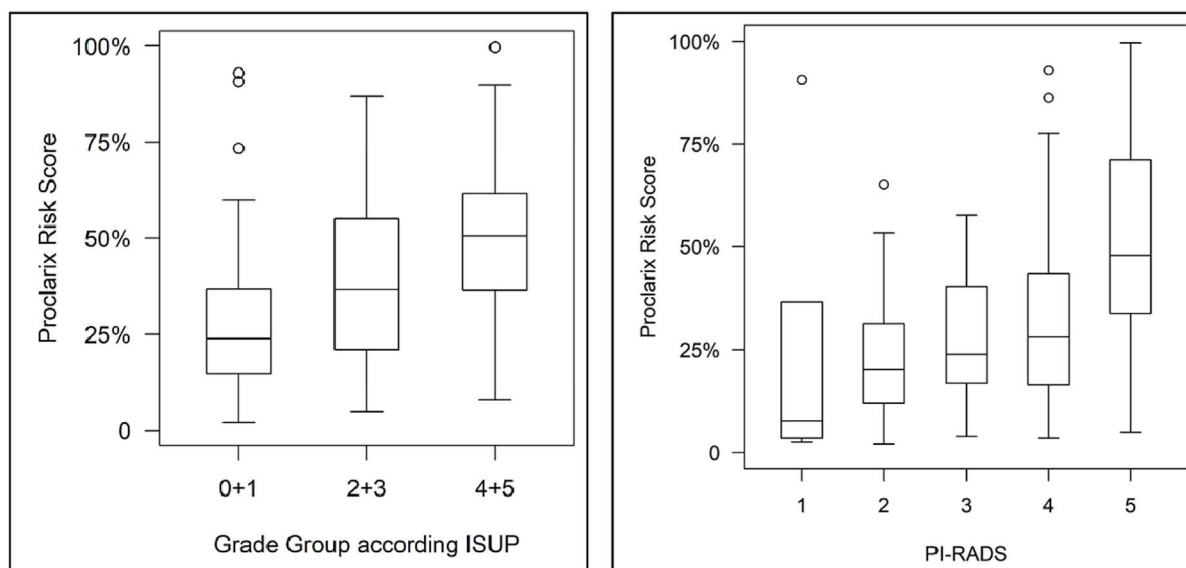 100%
75%
50%
25%
0
Proclarix Risk Score
0+1 2+3 4+5
Grade Group according ISUP
100%
75%
50%
25%
0
Proclarix Risk Score
1 2 3 4 5
PI-RADS